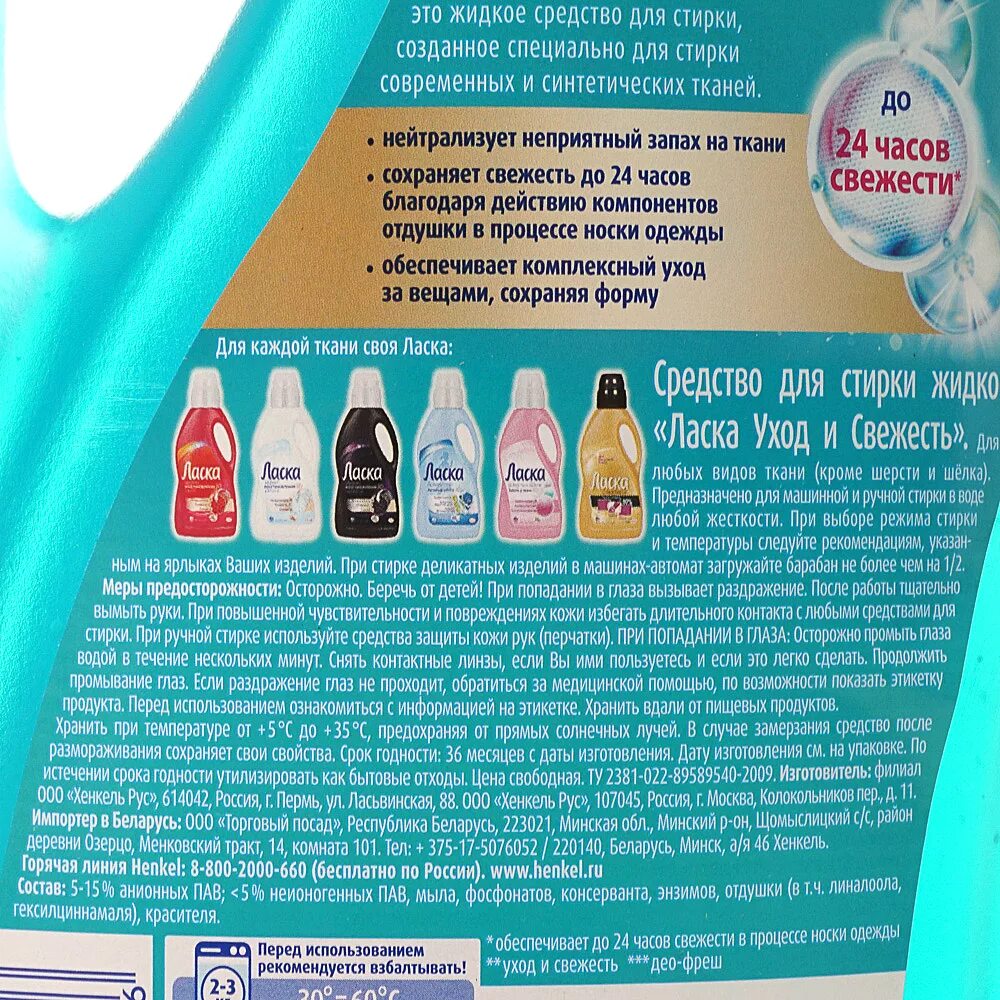 это жидкое средство для стирки,
созданное специально для стирки
современных и синтетических тканей.
• нейтрализует неприятный запах на ткани
• сохраняет свежесть до 24 часов
благодаря действию компонентов
отдушки в процессе носки одежды
• обеспечивает комплексный уход
за вещами, сохраняя форму
ДО
24 часов
свежести*
Для каждой ткани своя Ласка:
Ласка
Ласка
Ласка
Ласка
Ласка
Ласка
Средство для стирки жидко
«Ласка Уход и Свежесть». Для
любых видов ткани (кроме шерсти и шёлка).
Предназначено для машинной и ручной стирки в воде
любой жесткости. При выборе режима стирки
и температуры следуйте рекомендациям, указан-
ным на ярлыках Ваших изделий. При стирке деликатных изделий в машинах-автомат загружайте барабан не более чем на 1/2.
Меры предосторожности: Осторожно. Беречь от детей! При попадании в глаза вызывает раздражение. После работы тщательно
вымыть руки. При повышенной чувствительности и повреждениях кожи избегать длительного контакта с любыми средствами для
стирки. При ручной стирке используйте средства защиты кожи рук (перчатки). ПРИ ПОПАДАНИИ В ГЛАЗА: Осторожно промыть глаза
водой в течение нескольких минут. Снять контактные линзы, если Вы ими пользуетесь и если это легко сделать. Продолжить
промывание глаз. Если раздражение глаз не проходит, обратиться за медицинской помощью, по возможности показать этикетку
продукта. Перед использованием ознакомиться с информацией на этикетке. Хранить вдали от пищевых продуктов.
Хранить при температуре от +5°С до +35°С, предохраняя от прямых солнечных лучей. В случае замерзания средство после
размораживания сохраняет свои свойства. Срок годности: 36 месяцев с даты изготовления. Дату изготовления см. на упаковке. По
истечении срока годности утилизировать как бытовые отходы. Цена свободная. ТУ 2381-022-89589540-2009. Изготовитель: филиал
ООО «Хенкель Рус», 614042, Россия, г. Пермь, ул. Ласьвинская, 88. ООО «Хенкель Рус», 107045, Россия, г. Москва, Колокольников пер., д. 11.
Импортер в Беларусь: ООО «Торговый посад», Республика Беларусь, 223021, Минская обл., Минский р-он, Щомыслицкий с/с, район
деревни Озерцо, Менковский тракт, 14, комната 101. Тел: + 375-17-5076052 / 220140, Беларусь, Минск, а/я 46 Хенкель.
Горячая линия Henkel: 8-800-2000-660 (бесплатно по России). www.henkel.ru
Состав: 5-15% анионных ПАВ; <5% неионогенных ПАВ, мыла, фосфонатов, консерванта, энзимов, отдушки (в т.ч. линалоола,
гексилциннамаля), красителя.
Перед использованием
рекомендуется взбалтывать!
2-3
кг
30°–60°C
*обеспечивает до 24 часов свежести в процессе носки одежды
**уход и свежесть ***део-фреш